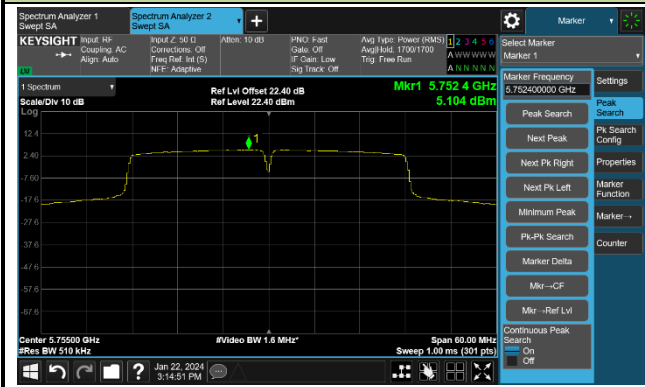 Spectrum Analyzer 1
Swept SA
Spectrum Analyzer 2
Swept SA
Marker
KEYSIGHT
Input: RF
Coupling: AC
Align: Auto
Input Z: 50 Ω
Corrections: Off
Freq Ref: Int (S)
NFE: Adaptive
Atten: 10 dB
PNO: Fast
Gate: Off
IF Gain: Low
Sig Track: Off
Avg Type: Power (RMS)
Avg|Hold: 1700/1700
Trig: Free Run
1 2 3 4 5 6
A W W W W W
A N N N N N
Select Marker
Marker 1
1 Spectrum
Scale/Div 10 dB
Log
Ref Lvl Offset 22.40 dB
Ref Level 22.40 dBm
Mkr1 5.752 4 GHz
5.104 dBm
12.4
2.40
-7.60
-17.6
-27.6
-37.6
-47.6
-57.6
-67.6
1
Center 5.75500 GHz
#Res BW 510 kHz
#Video BW 1.6 MHz*
Span 60.00 MHz
Sweep 1.00 ms (301 pts)
Marker Frequency
5.752400000 GHz
Peak Search
Next Peak
Next Pk Right
Next Pk Left
Minimum Peak
Pk-Pk Search
Marker Delta
Mkr→CF
Mkr→Ref Lvl
Continuous Peak
Search
On
Off
Settings
Peak
Search
Pk Search
Config
Properties
Marker
Function
Marker→
Counter
Jan 22, 2024
3:14:51 PM